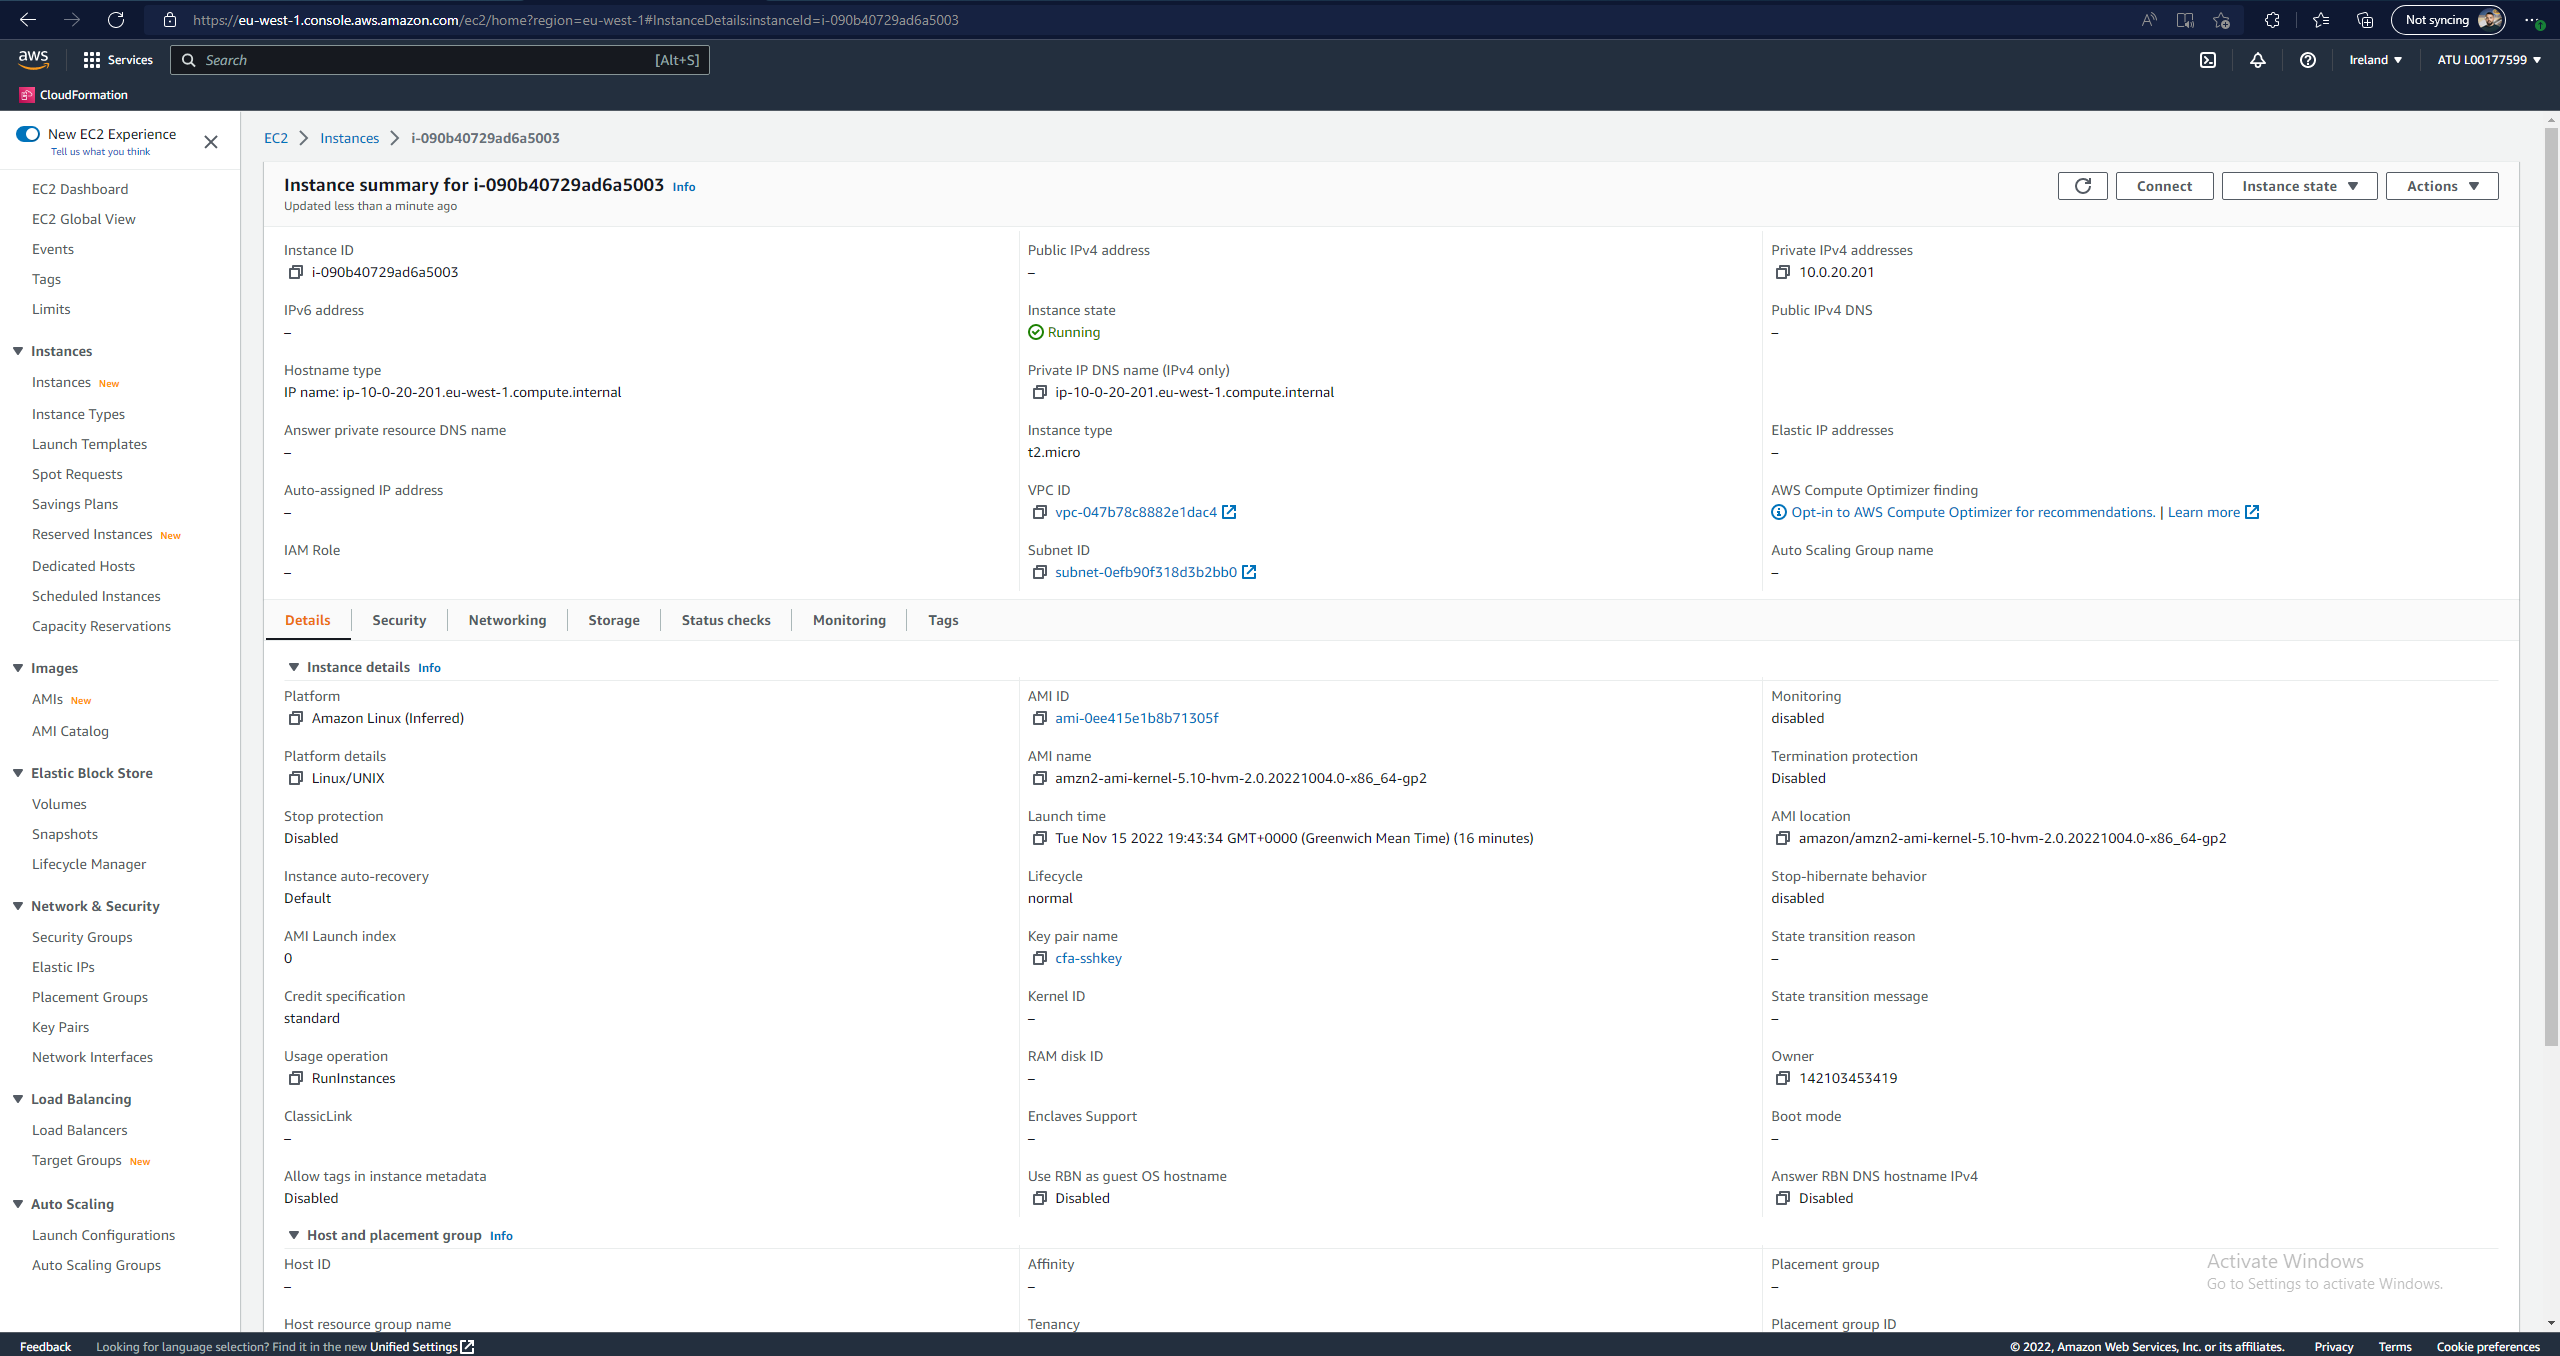 https://eu-west-1.console.aws.amazon.com/ec2/home?region=eu-west-1#InstanceDetails:instanceId=i-090b40729ad6a5003
Not syncing
aws
Services
Search [Alt+S]
Ireland
ATU L00177599
CloudFormation
New EC2 Experience
Tell us what you think
EC2 Dashboard
EC2 Global View
Events
Tags
Limits
Instances
Instances New
Instance Types
Launch Templates
Spot Requests
Savings Plans
Reserved Instances New
Dedicated Hosts
Scheduled Instances
Capacity Reservations
Images
AMIs New
AMI Catalog
Elastic Block Store
Volumes
Snapshots
Lifecycle Manager
Network & Security
Security Groups
Elastic IPs
Placement Groups
Key Pairs
Network Interfaces
Load Balancing
Load Balancers
Target Groups New
Auto Scaling
Launch Configurations
Auto Scaling Groups
EC2 > Instances > i-090b40729ad6a5003
Instance summary for i-090b40729ad6a5003 Info
Updated less than a minute ago
Connect
Instance state
Actions
Instance ID
i-090b40729ad6a5003
Public IPv4 address
–
Private IPv4 addresses
10.0.20.201
IPv6 address
–
Instance state
Running
Public IPv4 DNS
–
Hostname type
IP name: ip-10-0-20-201.eu-west-1.compute.internal
Private IP DNS name (IPv4 only)
ip-10-0-20-201.eu-west-1.compute.internal
Answer private resource DNS name
–
Instance type
t2.micro
Elastic IP addresses
–
Auto-assigned IP address
–
VPC ID
vpc-047b78c8882e1dac4
AWS Compute Optimizer finding
Opt-in to AWS Compute Optimizer for recommendations. | Learn more
IAM Role
–
Subnet ID
subnet-0efb90f318d3b2bb0
Auto Scaling Group name
–
Details
Security
Networking
Storage
Status checks
Monitoring
Tags
Instance details Info
Platform
Amazon Linux (Inferred)
AMI ID
ami-0ee415e1b8b71305f
Monitoring
disabled
Platform details
Linux/UNIX
AMI name
amzn2-ami-kernel-5.10-hvm-2.0.20221004.0-x86_64-gp2
Termination protection
Disabled
Stop protection
Disabled
Launch time
Tue Nov 15 2022 19:43:34 GMT+0000 (Greenwich Mean Time) (16 minutes)
AMI location
amazon/amzn2-ami-kernel-5.10-hvm-2.0.20221004.0-x86_64-gp2
Instance auto-recovery
Default
Lifecycle
normal
Stop-hibernate behavior
disabled
AMI Launch index
0
Key pair name
cfa-sshkey
State transition reason
–
Credit specification
standard
Kernel ID
–
State transition message
–
Usage operation
RunInstances
RAM disk ID
–
Owner
142103453419
ClassicLink
–
Enclaves Support
–
Boot mode
–
Allow tags in instance metadata
Disabled
Use RBN as guest OS hostname
Disabled
Answer RBN DNS hostname IPv4
Disabled
Host and placement group Info
Host ID
–
Affinity
–
Placement group
–
Host resource group name
Tenancy
Placement group ID
Activate Windows
Go to Settings to activate Windows.
Feedback
Looking for language selection? Find it in the new Unified Settings
© 2022, Amazon Web Services, Inc. or its affiliates.
Privacy
Terms
Cookie preferences